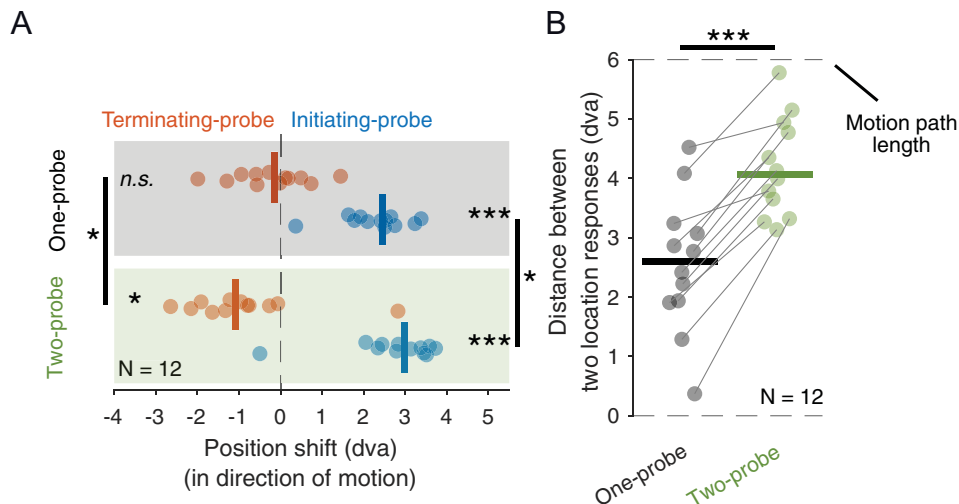 A
Terminating-probe Initiating-probe
One-probe
n.s.
***
*
*
Two-probe
*
***
N = 12
-4 -3 -2 -1 0 1 2 3 4 5
Position shift (dva)
(in direction of motion)
B
***
6
5
4
3
2
1
0
Distance between
two location responses (dva)
Motion path
length
N = 12
One-probe
Two-probe